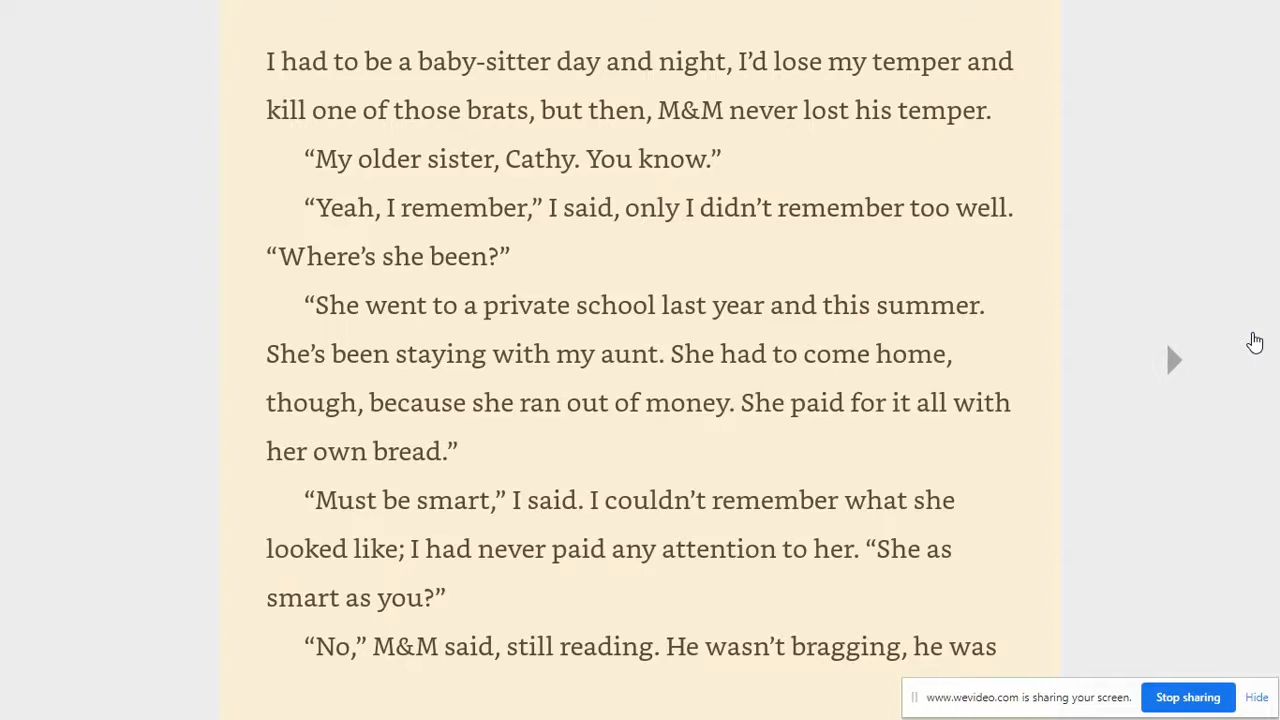 I had to be a baby-sitter day and night, I’d lose my temper and
kill one of those brats, but then, M&M never lost his temper.
“My older sister, Cathy. You know.”
“Yeah, I remember,” I said, only I didn’t remember too well.
“Where’s she been?”
“She went to a private school last year and this summer.
She’s been staying with my aunt. She had to come home,
though, because she ran out of money. She paid for it all with
her own bread.”
“Must be smart,” I said. I couldn’t remember what she
looked like; I had never paid any attention to her. “She as
smart as you?”
“No,” M&M said, still reading. He wasn’t bragging, he was
www.wevideo.com is sharing your screen. Stop sharing Hide